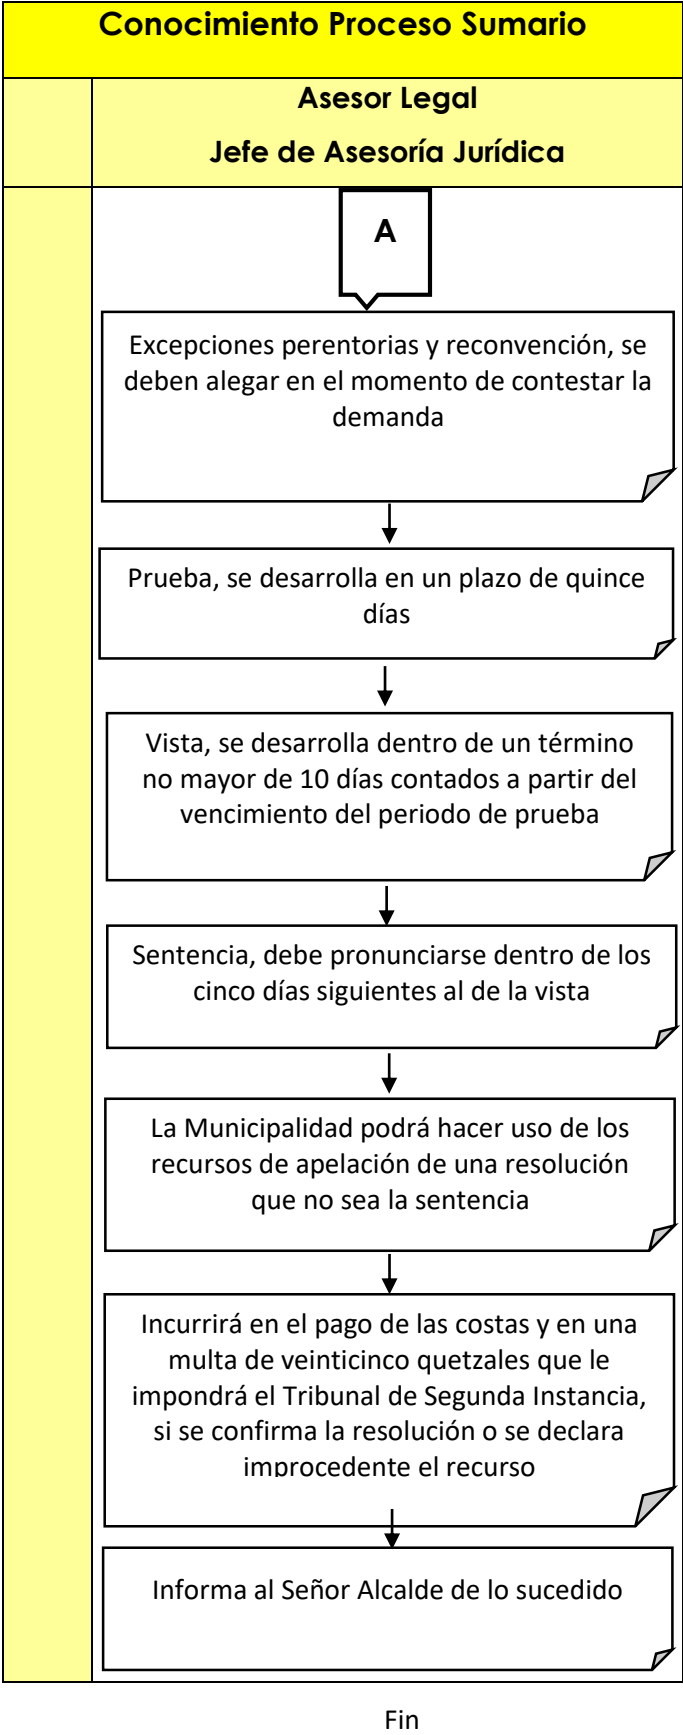 Conocimiento Proceso Sumario
Asesor Legal
Jefe de Asesoría Jurídica
A
Excepciones perentorias y reconvención, se
deben alegar en el momento de contestar la
demanda
Prueba, se desarrolla en un plazo de quince
días
Vista, se desarrolla dentro de un término
no mayor de 10 días contados a partir del
vencimiento del periodo de prueba
Sentencia, debe pronunciarse dentro de los
cinco días siguientes al de la vista
La Municipalidad podrá hacer uso de los
recursos de apelación de una resolución
que no sea la sentencia
Incurrirá en el pago de las costas y en una
multa de veinticinco quetzales que le
impondrá el Tribunal de Segunda Instancia,
si se confirma la resolución o se declara
improcedente el recurso
Informa al Señor Alcalde de lo sucedido
Fin